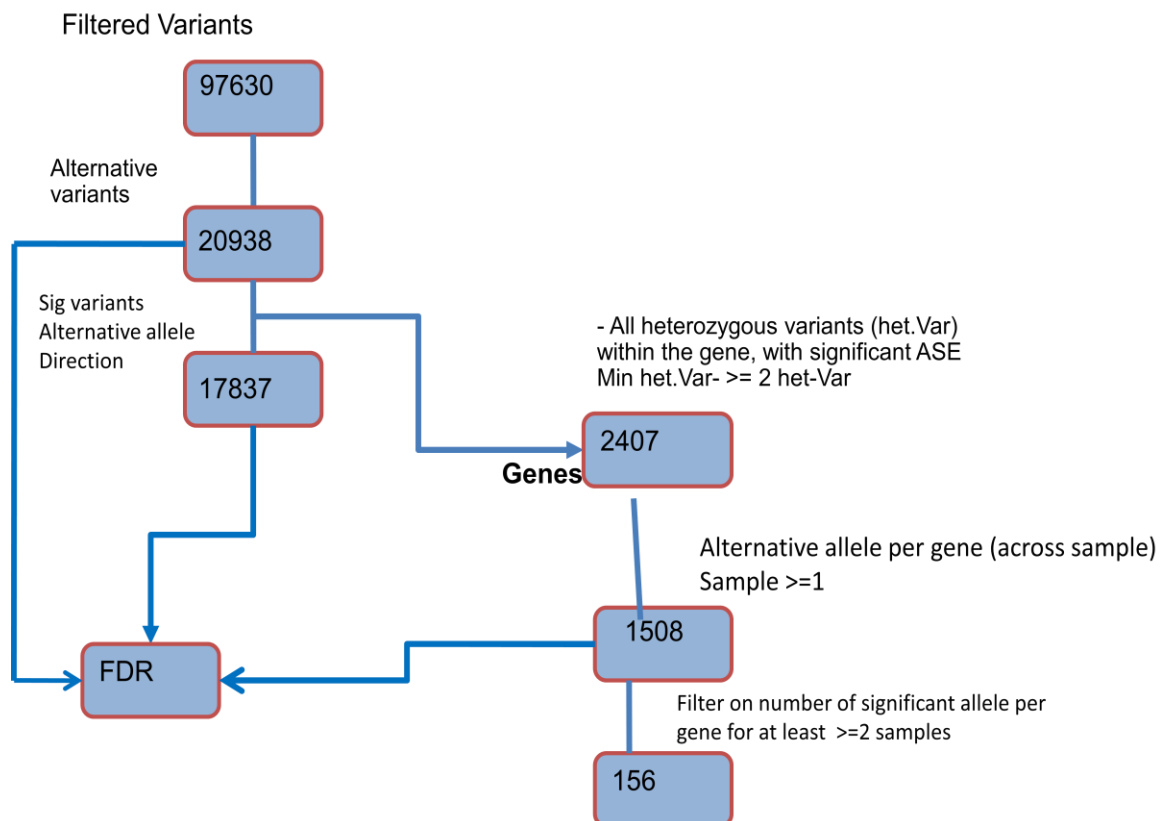 Filtered Variants
97630
Alternative
variants
20938
Sig variants
Alternative allele
Direction
17837
- All heterozygous variants (het.Var)
within the gene, with significant ASE
Min het.Var- >= 2 het-Var
2407
Genes
Alternative allele per gene (across sample)
Sample >=1
1508
FDR
Filter on number of significant allele per
gene for at least  >=2 samples
156